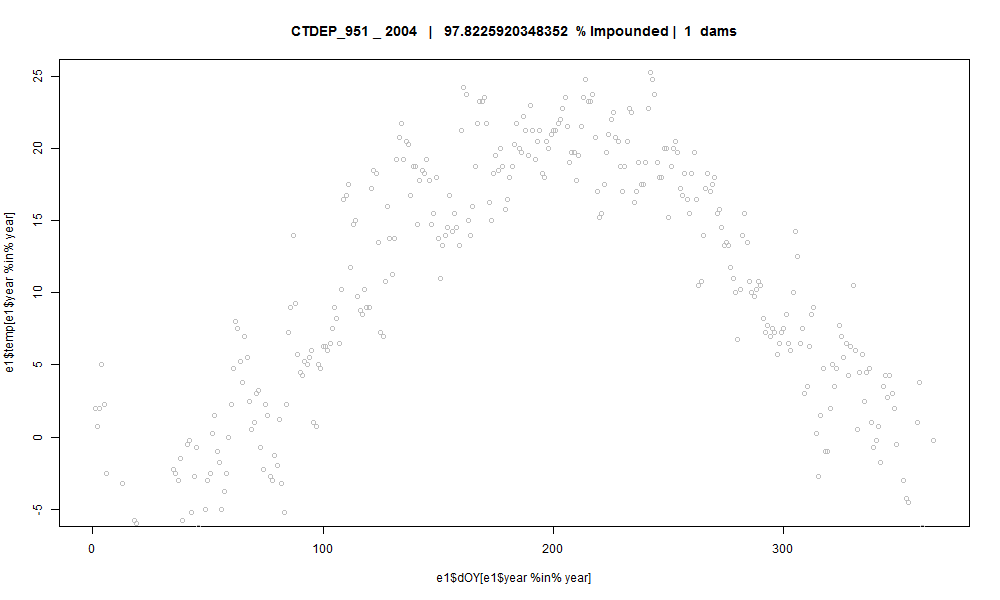 CTDEP_951 _ 2004 | 97.8225920348352 % Impounded | 1 dams
e1$temp[e1$year %in% year]
25
20
15
10
5
0
-5
0 100 200 300
e1$dOY[e1$year %in% year]